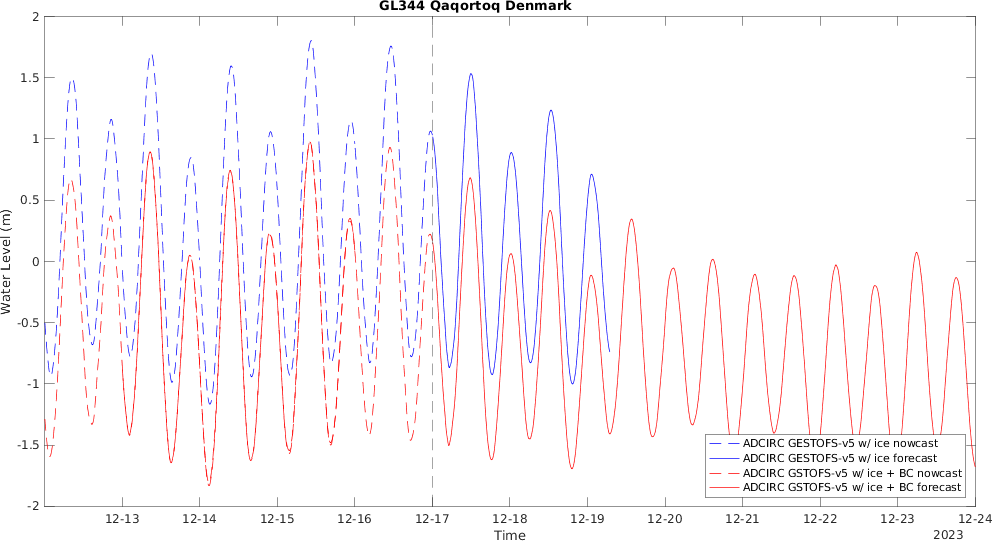 GL344 Qaqortoq Denmark
2
1.5
1
0.5
0
-0.5
-1
-1.5
-2
Water Level (m)
ADCIRC GESTOFS-v5 w/ ice nowcast
ADCIRC GESTOFS-v5 w/ ice forecast
ADCIRC GSTOFS-v5 w/ ice + BC nowcast
ADCIRC GSTOFS-v5 w/ ice + BC forecast
12-13 12-14 12-15 12-16 12-17 12-18 12-19 12-20 12-21 12-22 12-23 12-24
Time
2023